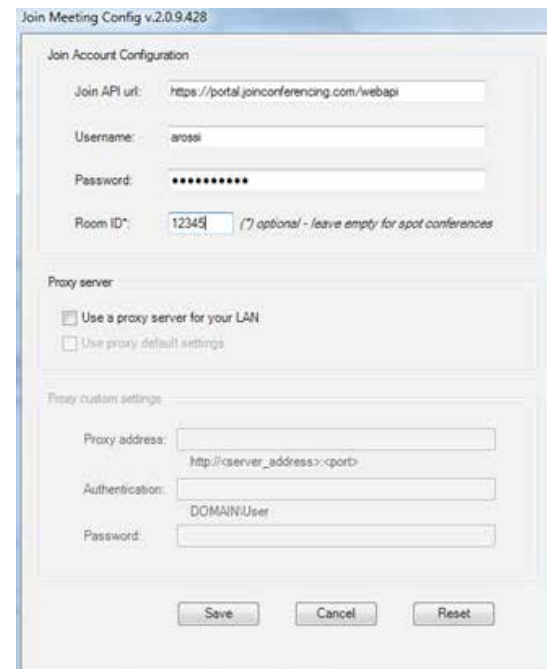 Join Meeting Config v.2.0.9.428
Join Account Configuration
Join API url: https://portal.joinconferencing.com/webapi
Username: arossi
Password: ●●●●●●●●●●
Room ID*: 12345 (*) optional - leave empty for spot conferences
Proxy server
Use a proxy server for your LAN
Use proxy default settings
Proxy custom settings
Proxy address:
http://<server_address>:<port>
Authentication:
DOMAIN\User
Password:
Save Cancel Reset